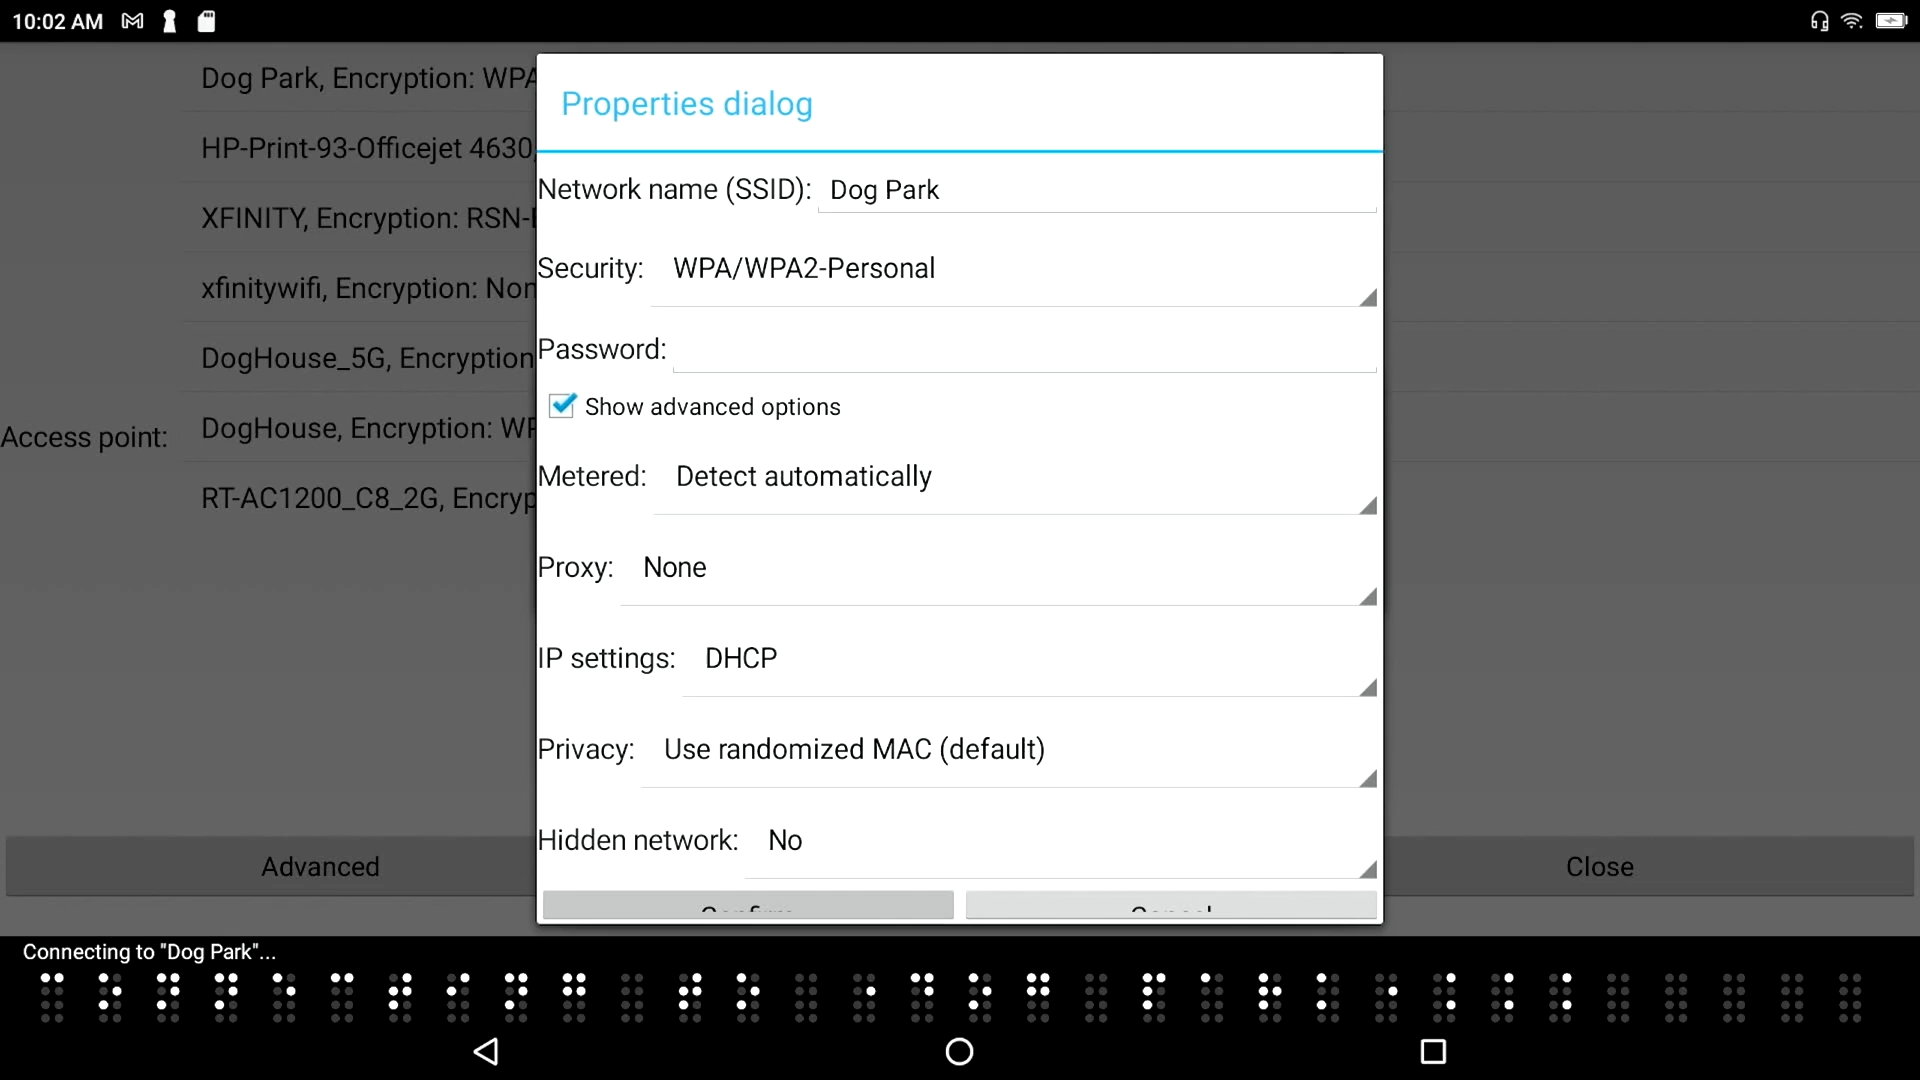 10:02 AM
Dog Park, Encryption: WPA
HP-Print-93-Officejet 4630,
XFINITY, Encryption: RSN-
xfinitywifi, Encryption: Non
DogHouse_5G, Encryption
Access point:
DogHouse, Encryption: WP
RT-AC1200_C8_2G, Encryp
Properties dialog
Network name (SSID): Dog Park
Security: WPA/WPA2-Personal
Password:
Show advanced options
Metered: Detect automatically
Proxy: None
IP settings: DHCP
Privacy: Use randomized MAC (default)
Hidden network: No
Confirm Cancel
Advanced
Close
Connecting to "Dog Park"...